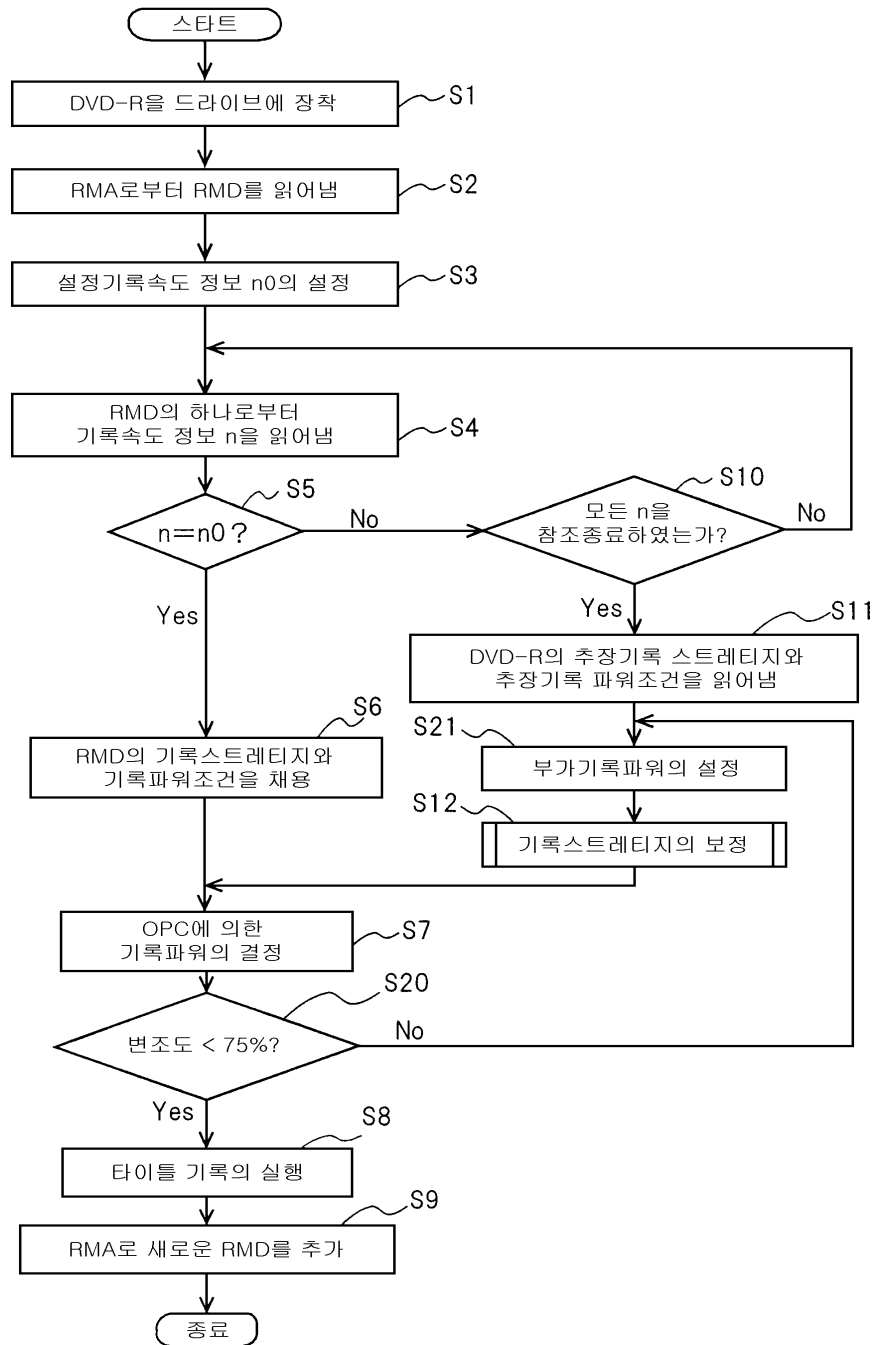 스타트
DVD-R을 드라이브에 장착
S1
RMA로부터 RMD를 읽어냄
S2
설정기록속도 정보 n0의 설정
S3
RMD의 하나로부터
기록속도 정보 n을 읽어냄
S4
n=n0?
S5
No
Yes
모든 n을
참조종료하였는가?
S10
No
Yes
DVD-R의 추장기록 스트레티지와
추장기록 파워조건을 읽어냄
S11
RMD의 기록스트레티지와
기록파워조건을 채용
S6
S21
부가기록파워의 설정
S12
기록스트레티지의 보정
OPC에 의한
기록파워의 결정
S7
변조도 < 75%?
S20
No
Yes
타이틀 기록의 실행
S8
RMA로 새로운 RMD를 추가
S9
종료